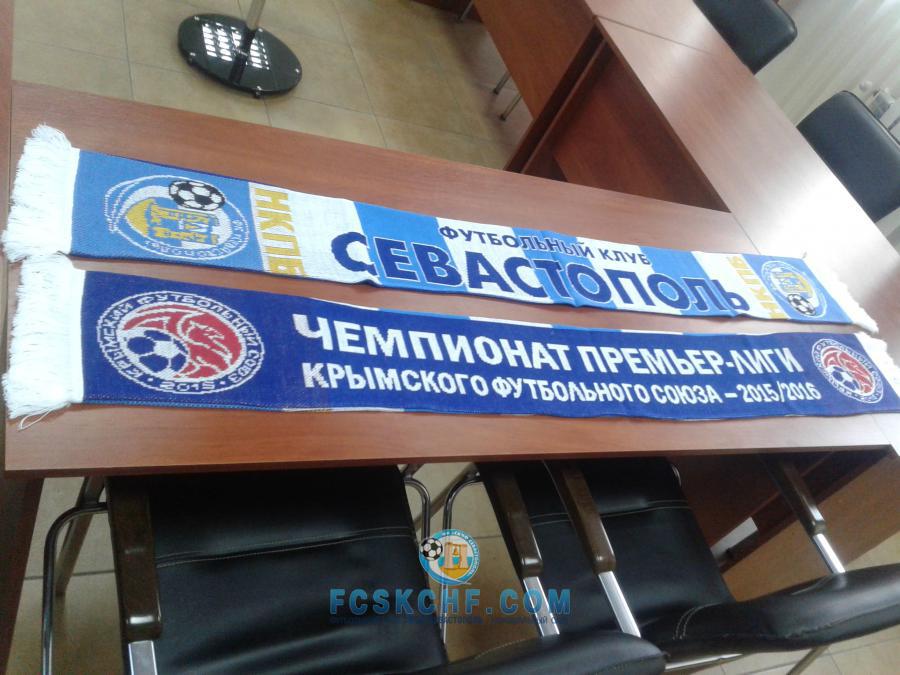 НКПБ
ФУТБОЛЬНЫЙ КЛУБ
СЕВАСТОПОЛЬ
НКПБ
КРЫМСКИЙ ФУТБОЛЬНЫЙ СОЮЗ
2015
ЧЕМПИОНАТ ПРЕМЬЕР-ЛИГИ
КРЫМСКОГО ФУТБОЛЬНОГО СОЮЗА – 2015/2016
FCSKCHF.COM